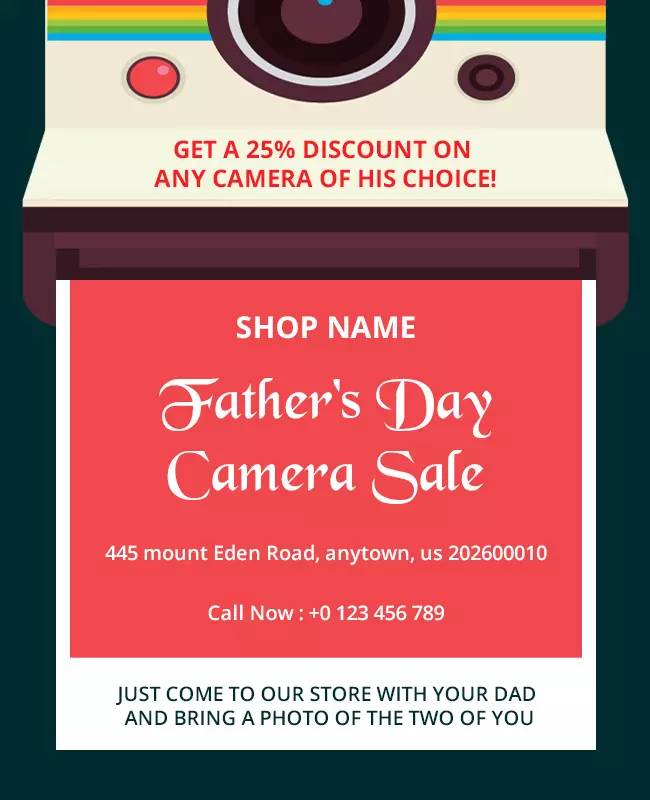 GET A 25% DISCOUNT ON
ANY CAMERA OF HIS CHOICE!
SHOP NAME
Father's Day
Camera Sale
445 mount Eden Road, anytown, us 202600010
Call Now : +0 123 456 789
JUST COME TO OUR STORE WITH YOUR DAD
AND BRING A PHOTO OF THE TWO OF YOU